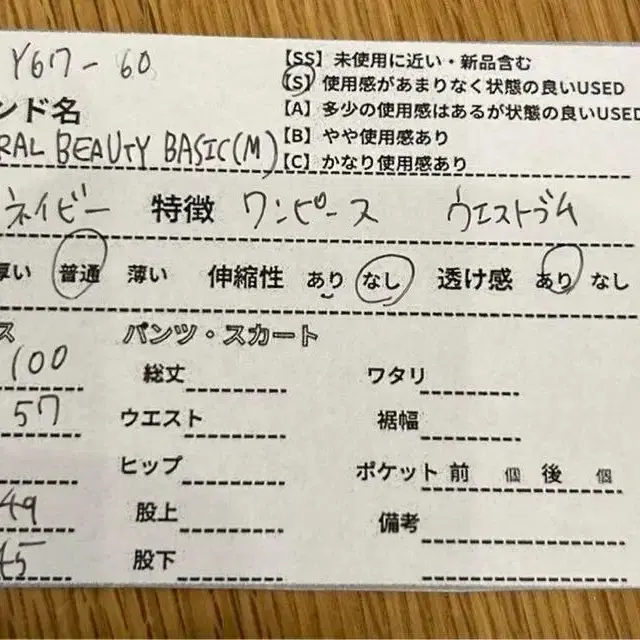 Y617-60 【SS】未使用に近い・新品含む
【S】使用感があまりなく状態の良いUSED
ンド名 【A】多少の使用感はあるが状態の良いUSED
【B】やや使用感あり
RAL BEAUTY BASIC(M) 【C】かなり使用感あり
ネイビー 特徴 ワンピース ウエストゴム
厚い 普通 薄い 伸縮性 あり なし 透け感 あり なし
ス パンツ・スカート
100 総丈 ワタリ
57 ウエスト 裾幅
ヒップ ポケット 前 個 後 個
49 股上 備考
45 股下